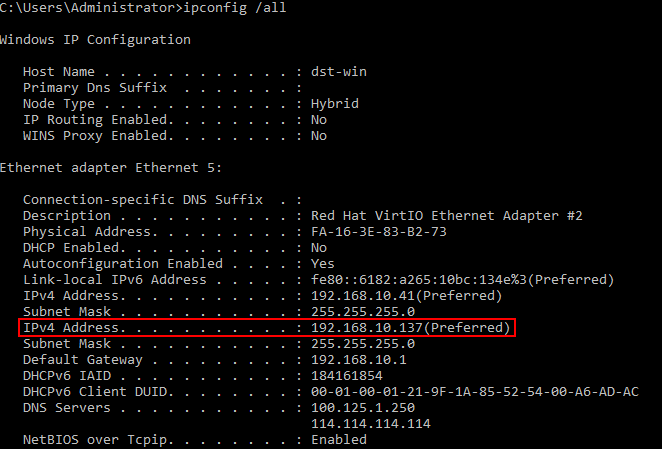 C:\Users\Administrator>ipconfig /all
Windows IP Configuration
Host Name . . . . . . . . . . . . : dst-win
Primary Dns Suffix  . . . . . . . :
Node Type . . . . . . . . . . . . : Hybrid
IP Routing Enabled. . . . . . . . : No
WINS Proxy Enabled. . . . . . . . : No
Ethernet adapter Ethernet 5:
Connection-specific DNS Suffix  . :
Description . . . . . . . . . . . : Red Hat VirtIO Ethernet Adapter #2
Physical Address. . . . . . . . . : FA-16-3E-83-B2-73
DHCP Enabled. . . . . . . . . . . : No
Autoconfiguration Enabled . . . . : Yes
Link-local IPv6 Address . . . . . : fe80::6182:a265:10bc:134e%3(Preferred)
IPv4 Address. . . . . . . . . . . : 192.168.10.41(Preferred)
Subnet Mask . . . . . . . . . . . : 255.255.255.0
IPv4 Address. . . . . . . . . . . : 192.168.10.137(Preferred)
Subnet Mask . . . . . . . . . . . : 255.255.255.0
Default Gateway . . . . . . . . . : 192.168.10.1
DHCPv6 IAID . . . . . . . . . . . : 184161854
DHCPv6 Client DUID. . . . . . . . : 00-01-00-01-21-9F-1A-85-52-54-00-A6-AD-AC
DNS Servers . . . . . . . . . . . : 100.125.1.250
114.114.114.114
NetBIOS over Tcpip. . . . . . . . : Enabled